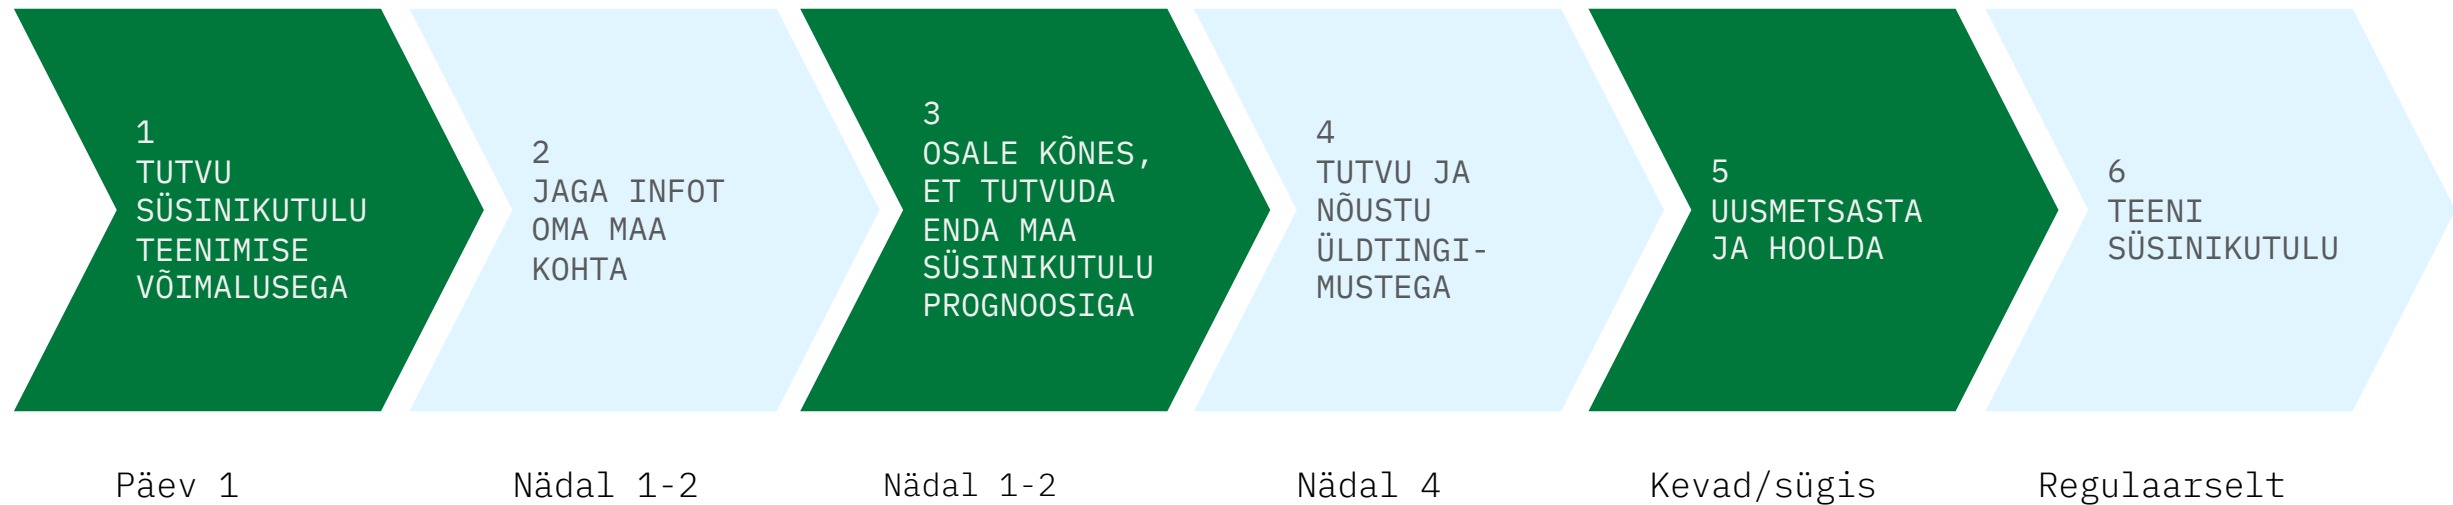 1
TUTVU
SÜSINIKUTULU
TEENIMISE
VÕIMALUSEGA
2
JAGA INFOT
OMA MAA
KOHTA
3
OSALE KÕNES,
ET TUTVUDA
ENDA MAA
SÜSINIKUTULU
PROGNOOSIGA
4
TUTVU JA
NÕUSTU
ÜLDTINGI-
MUSTEGA
5
UUSMETSASTA
JA HOOLDA
6
TEENI
SÜSINIKUTULU
Päev 1
Nädal 1-2
Nädal 1-2
Nädal 4
Kevad/sügis
Regulaarselt